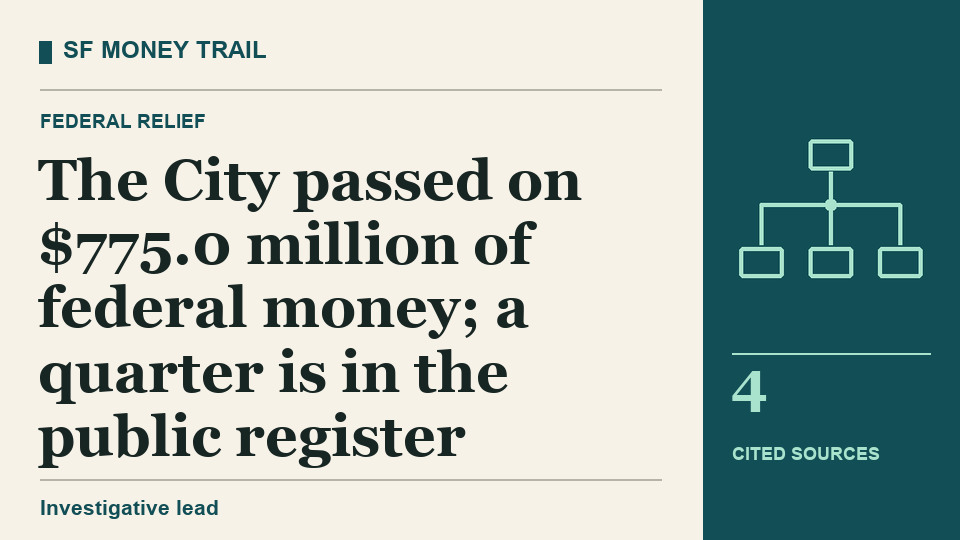 SF MONEY TRAIL
FEDERAL RELIEF
The City passed on
$775.0 million of
federal money; a
quarter is in the
public register
Investigative lead
4
CITED SOURCES